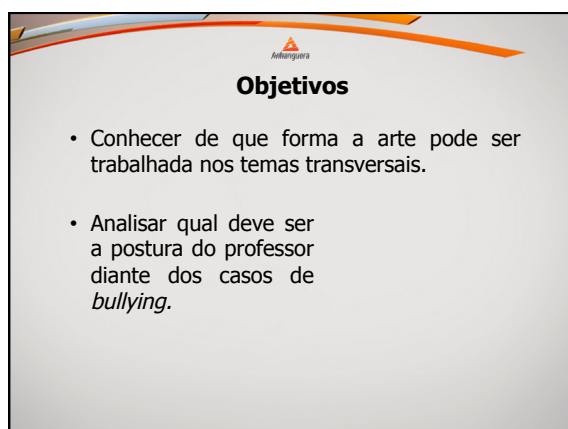 Anhanguera
Objetivos
• Conhecer de que forma a arte pode ser
trabalhada nos temas transversais.
• Analisar qual deve ser
a postura do professor
diante dos casos de
bullying.